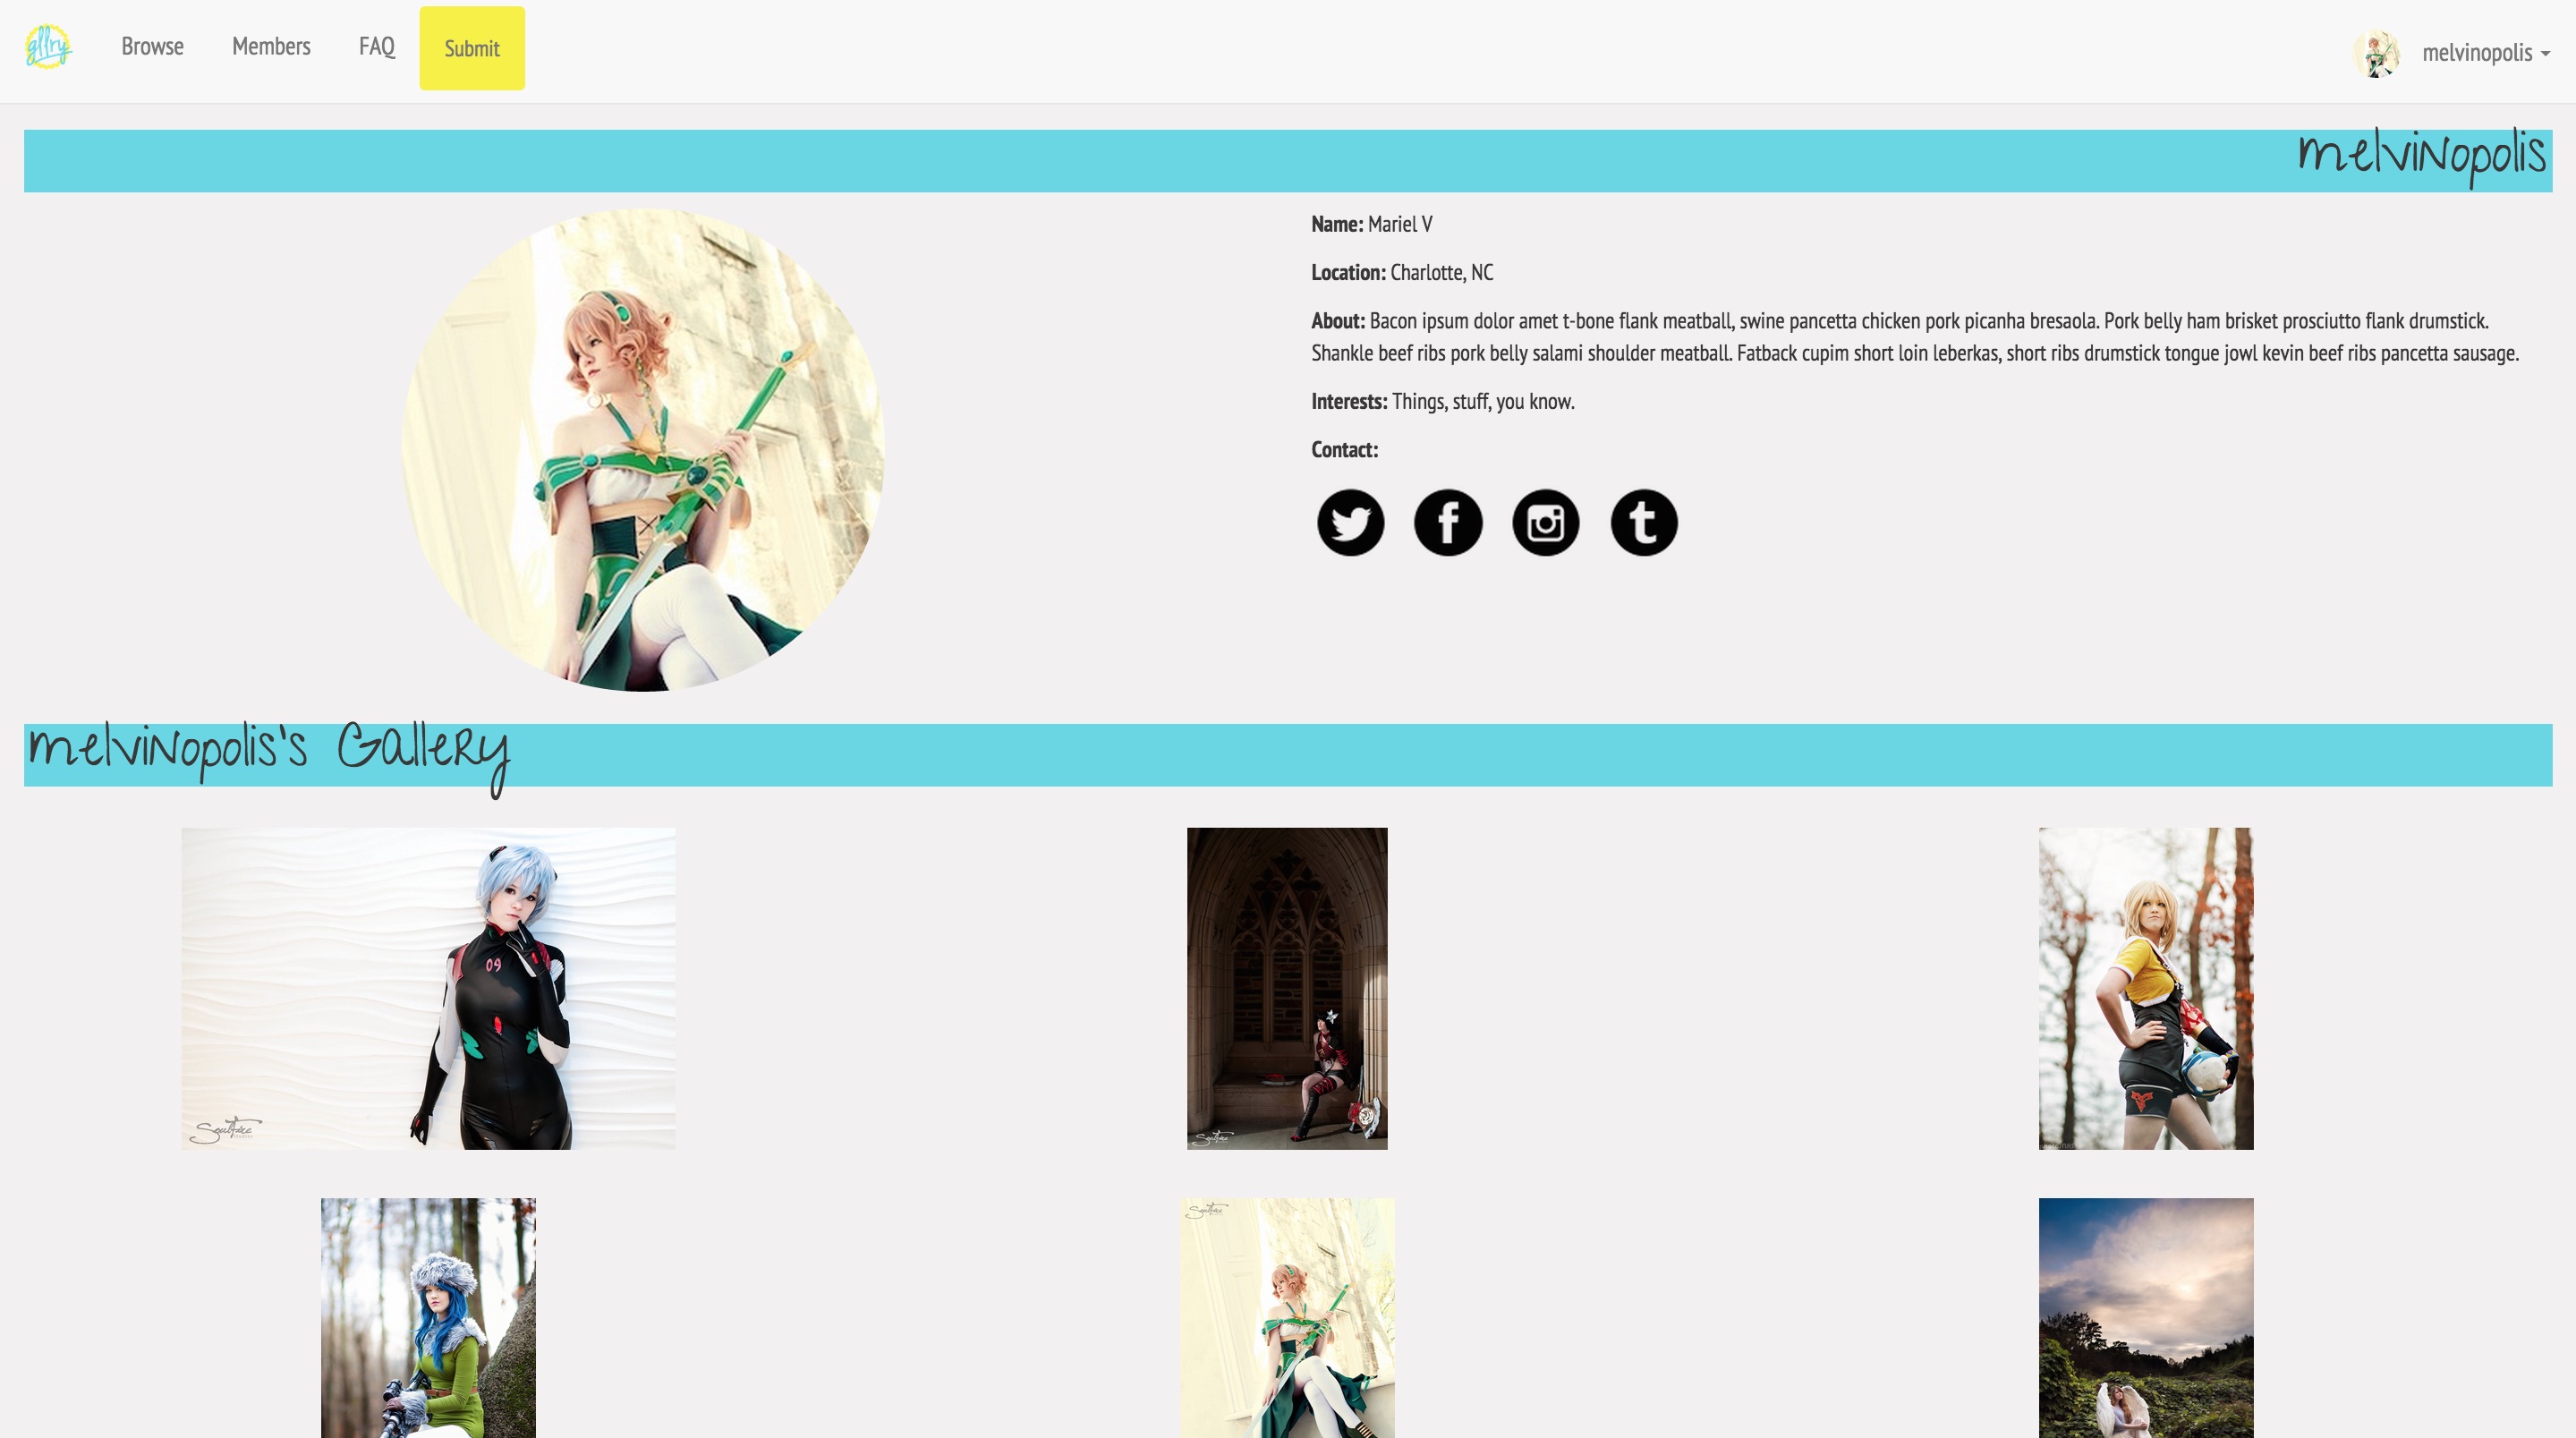 gllry Browse Members FAQ Submit melvinopolis
melvinopolis
Name: Mariel V
Location: Charlotte, NC
About: Bacon ipsum dolor amet t-bone flank meatball, swine pancetta chicken pork picanha bresaola. Pork belly ham brisket prosciutto flank drumstick.
Shankle beef ribs pork belly salami shoulder meatball. Fatback cupim short loin leberkas, short ribs drumstick tongue jowl kevin beef ribs pancetta sausage.
Interests: Things, stuff, you know.
Contact:
melvinopolis's Gallery
09